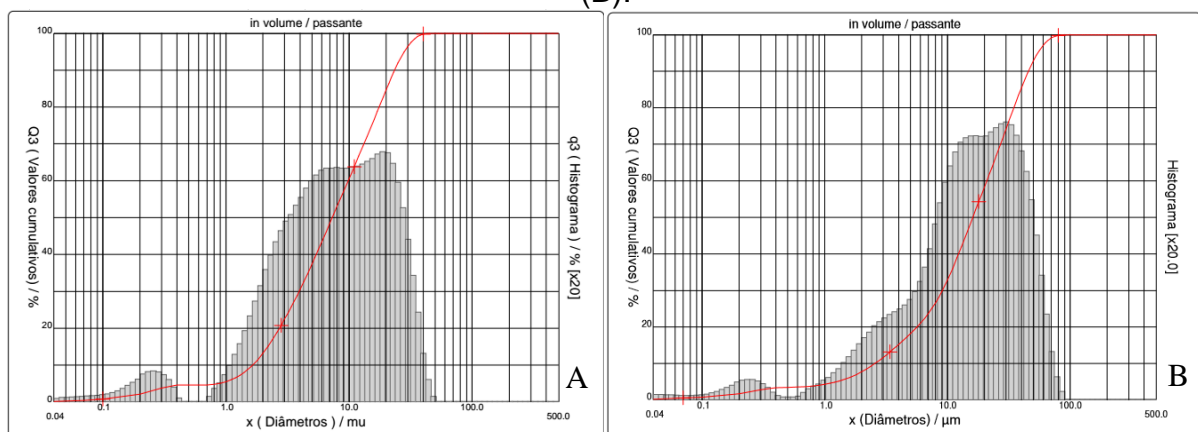 (B).
in volume / passante
100
80
60
40
20
0
Q3 ( Valores cumulativos) / %
q3 ( Histograma ) / % [x20]
0.04
0.1
1.0
10.0
100.0
500.0
x ( Diâmetros ) / mu
A
in volume / passante
100
80
60
40
20
0
Q3 ( Valores cumulativos) / %
Histograma [x20.0]
0.04
0.1
1.0
10.0
100.0
500.0
x (Diâmetros) / µm
B